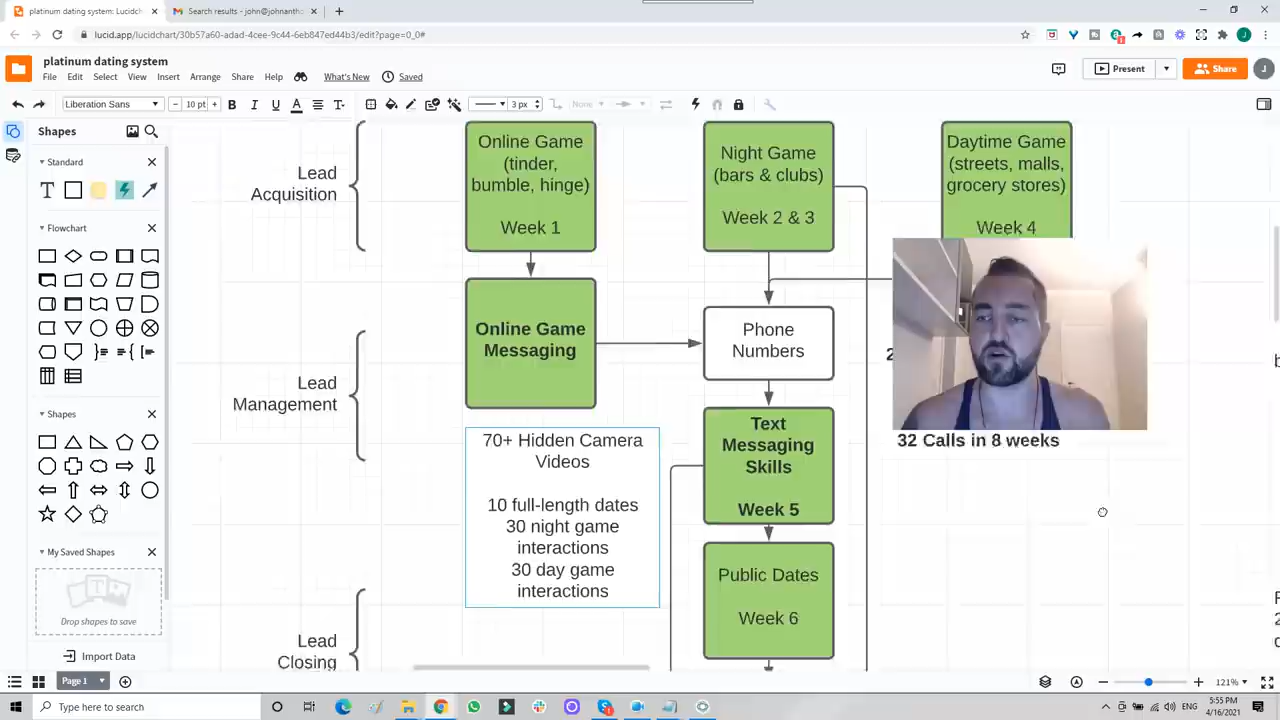 platinum dating system: Lucidch
Search results - john@johnantho
lucid.app/lucidchart/30b57a60-adad-4cee-9c44-6eb847ed44b3/edit?page=0_0#
platinum dating system
File Edit Select View Insert Arrange Share Help What's New Saved
Present
Share
J
Liberation Sans
10 pt
3 px
None
Shapes
Standard
Flowchart
Shapes
My Saved Shapes
Drop shapes to save
Import Data
Lead
Acquisition
Lead
Management
Lead
Closing
Online Game
(tinder,
bumble, hinge)
Week 1
Night Game
(bars & clubs)
Week 2 & 3
Daytime Game
(streets, malls,
grocery stores)
Week 4
Online Game
Messaging
Phone
Numbers
70+ Hidden Camera
Videos
10 full-length dates
30 night game
interactions
30 day game
interactions
Text
Messaging
Skills
Week 5
32 Calls in 8 weeks
Public Dates
Week 6
Page 1
121%
Type here to search
5:55 PM
4/16/2021